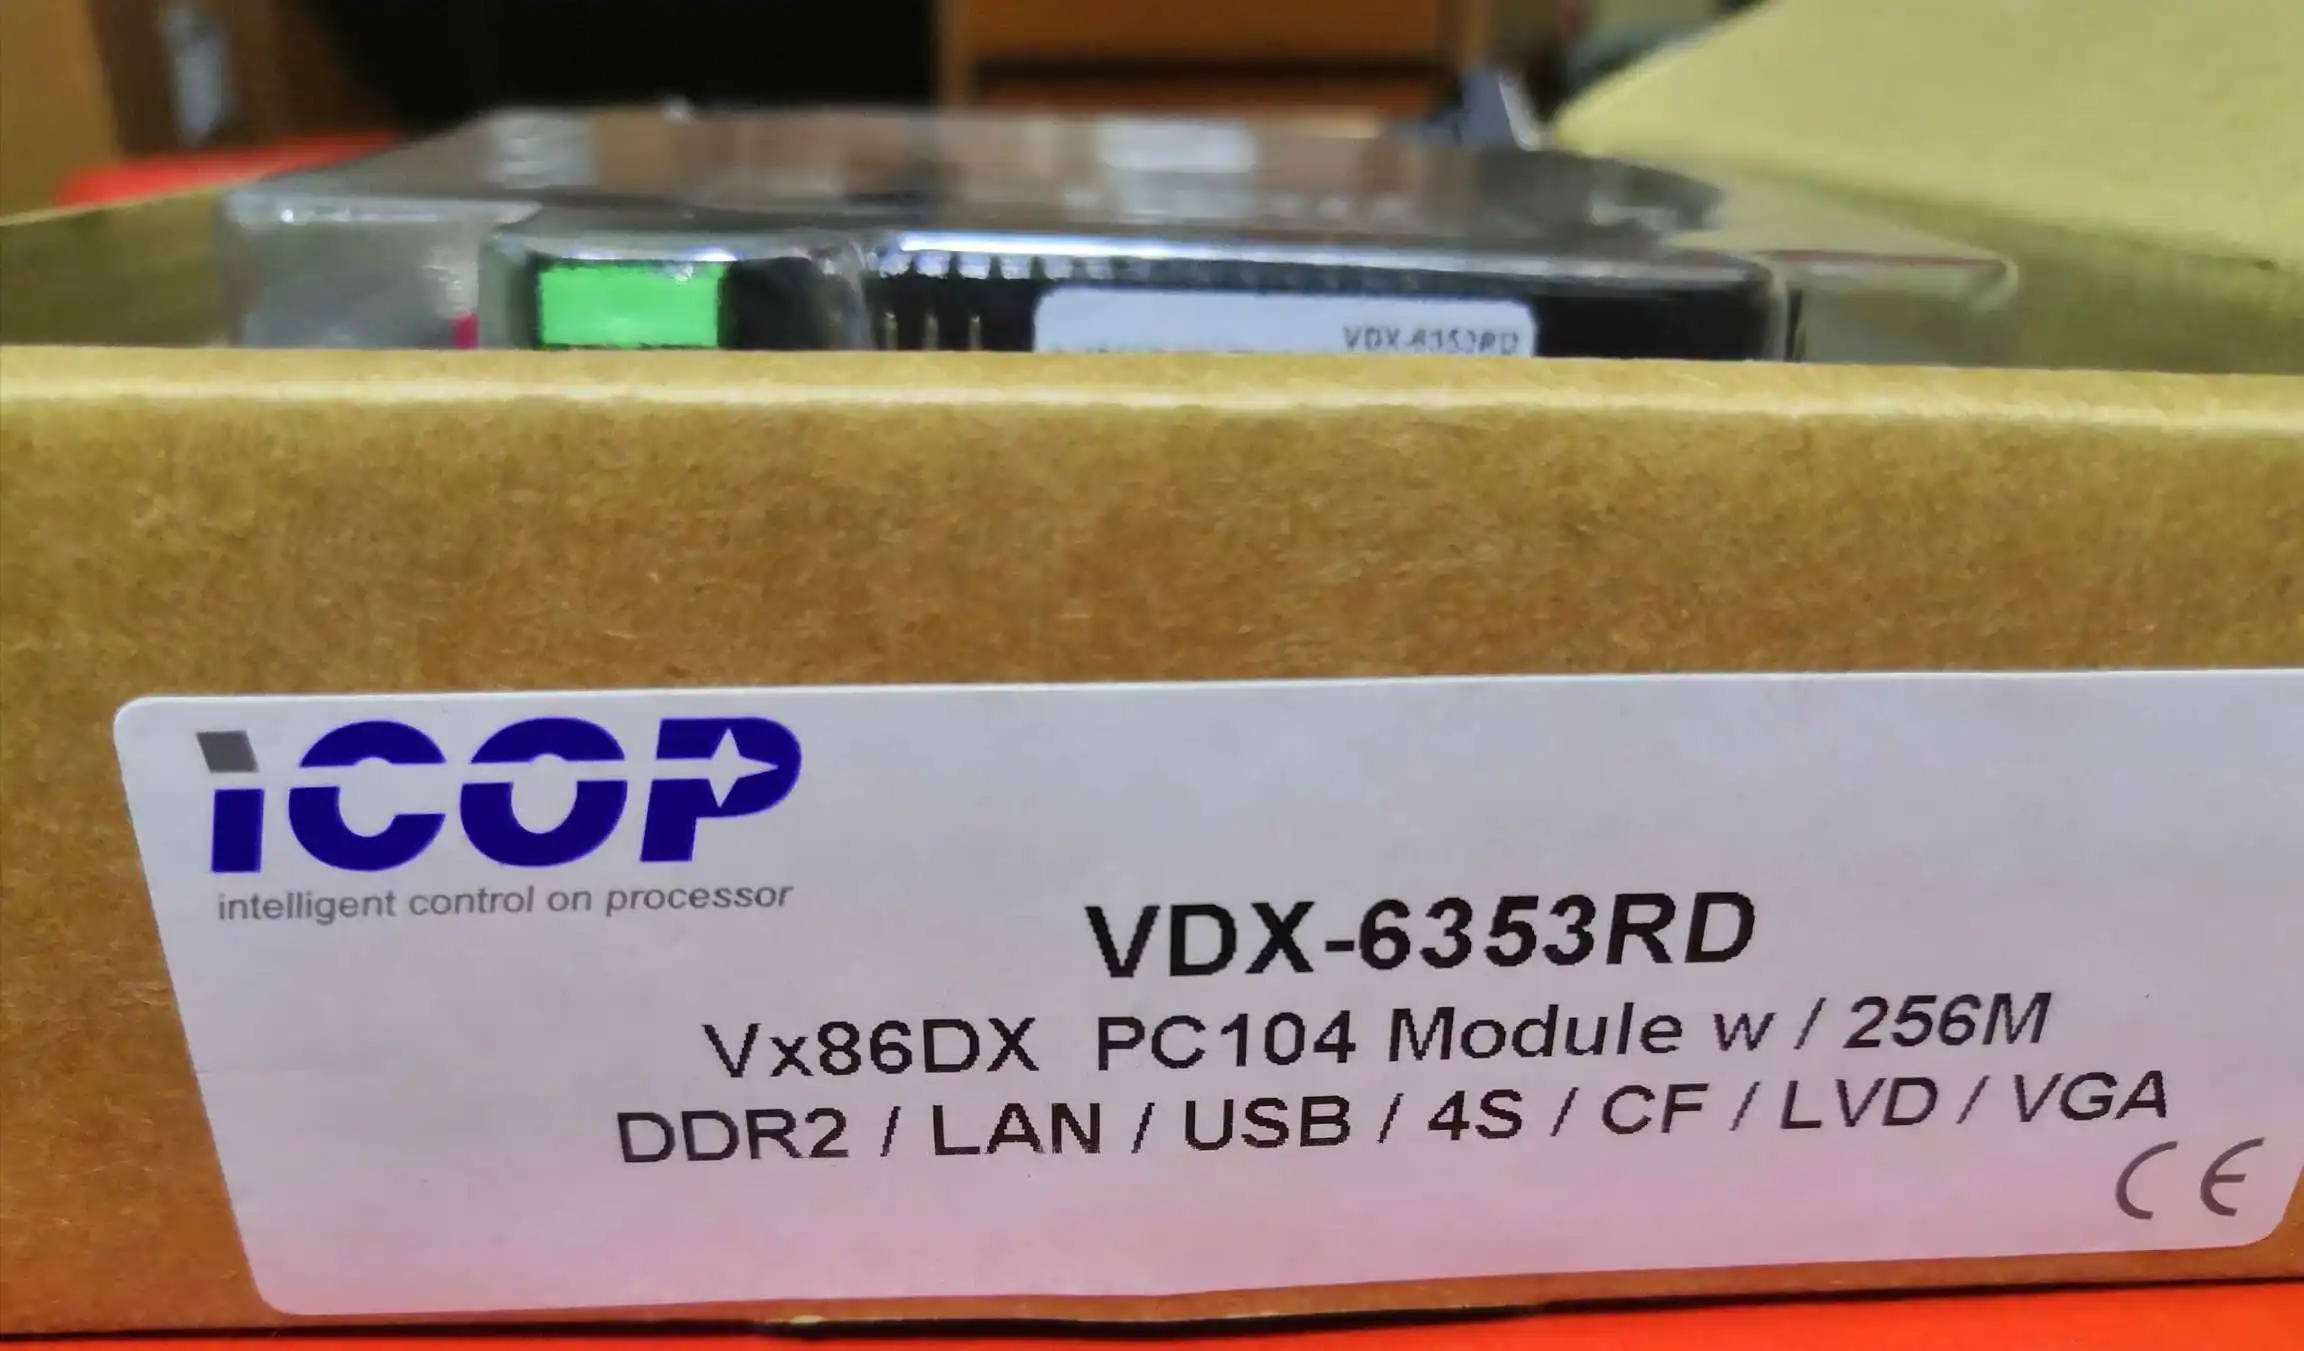 VDX-6353RD
iCOP
intelligent control on processor
VDX-6353RD
Vx86DX PC104 Module w / 256M
DDR2 / LAN / USB / 4S / CF / LVD / VGA
CE